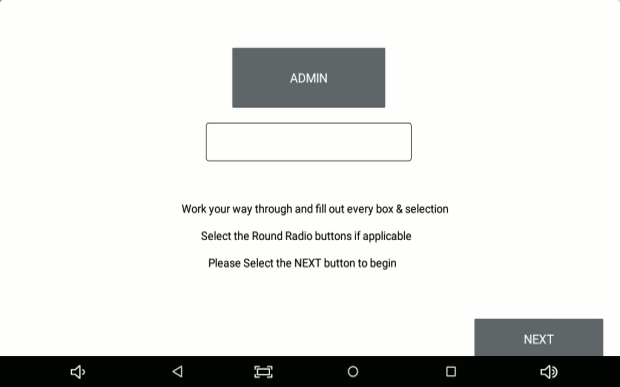 ADMIN
Work your way through and fill out every box & selection
Select the Round Radio buttons if applicable
Please Select the NEXT button to begin
NEXT